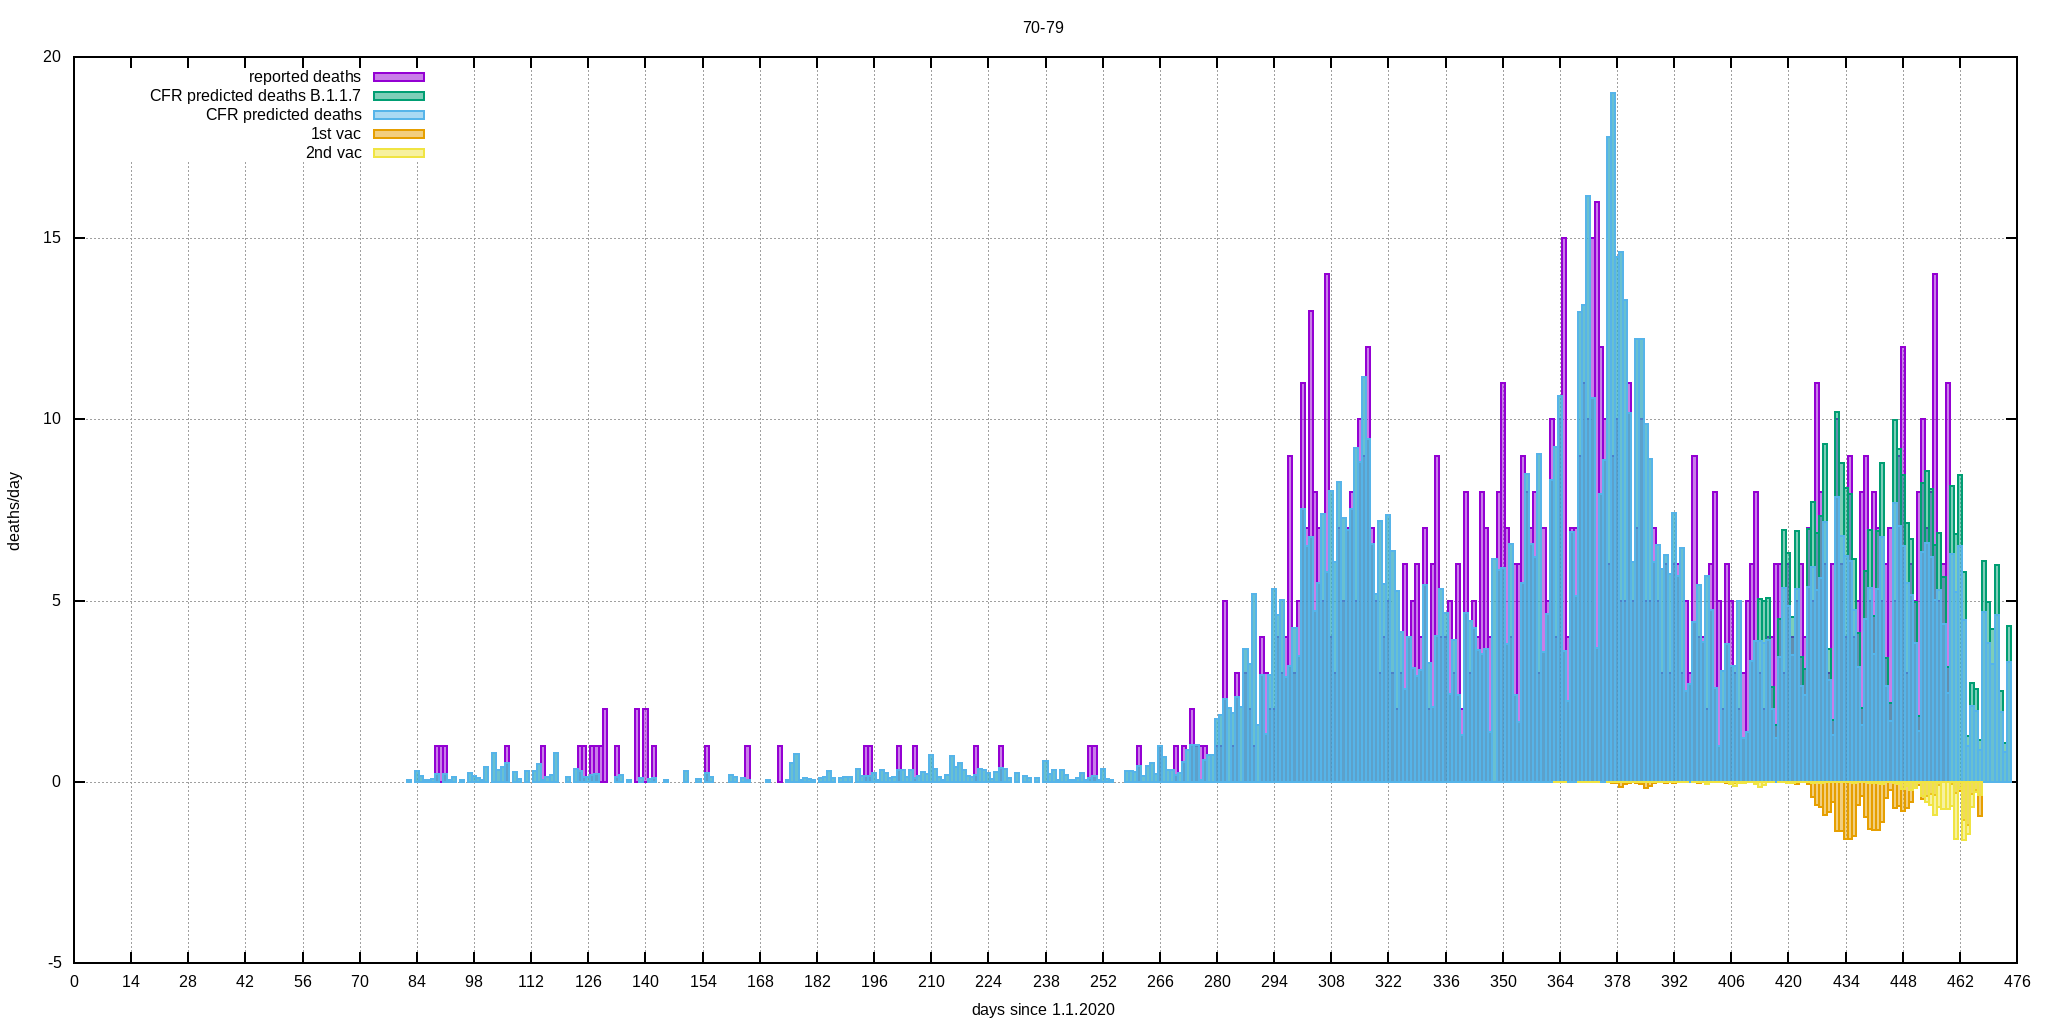 70-79
20
15
10
5
0
-5
deaths/day
reported deaths
CFR predicted deaths B.1.1.7
CFR predicted deaths
1st vac
2nd vac
0 14 28 42 56 70 84 98 112 126 140 154 168 182 196 210 224 238 252 266 280 294 308 322 336 350 364 378 392 406 420 434 448 462 476
days since 1.1.2020